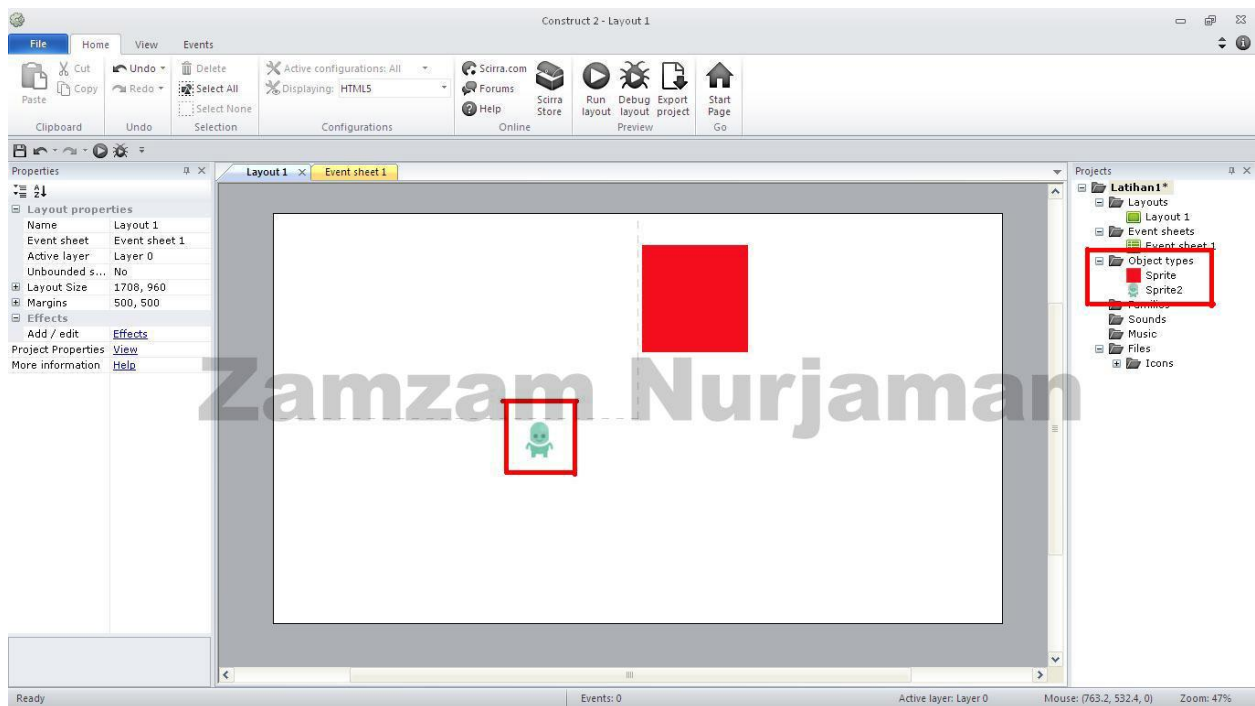 Construct 2 - Layout 1
File Home View Events
Paste
Cut
Copy
Clipboard
Undo
Redo
Undo
Delete
Select All
Select None
Selection
Active configurations: All
Displaying: HTML5
Configurations
Scirra.com
Forums
Help
Scirra Store
Online
Run layout
Debug layout
Export project
Preview
Start Page
Go
Properties
Layout properties
Name Layout 1
Event sheet Event sheet 1
Active layer Layer 0
Unbounded s... No
Layout Size 1708, 960
Margins 500, 500
Effects
Add / edit Effects
Project Properties View
More information Help
Layout 1 Event sheet 1
Zamzam Nurjaman
Projects
Latihan1*
Layouts
Layout 1
Event sheets
Event sheet 1
Object types
Sprite
Sprite2
Families
Sounds
Music
Files
Icons
Ready Events: 0 Active layer: Layer 0 Mouse: (763.2, 532.4, 0) Zoom: 47%